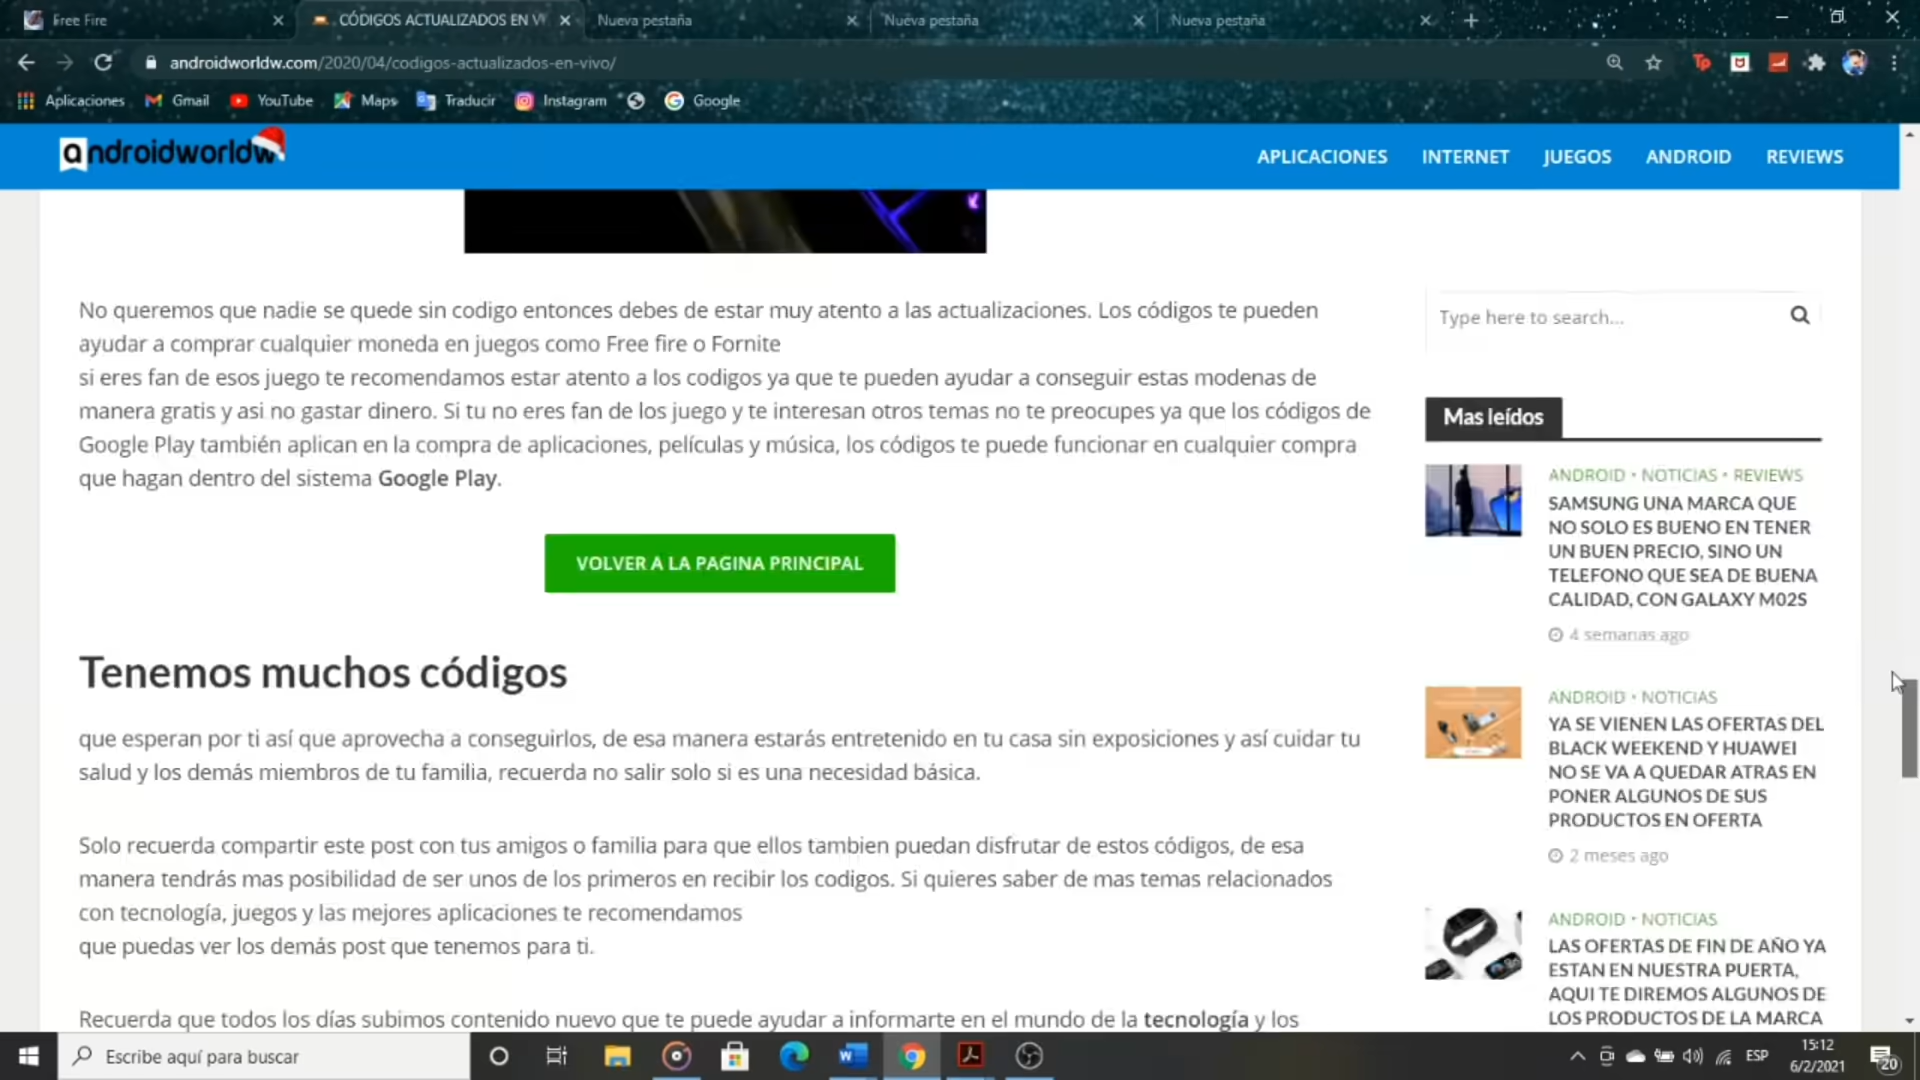 Free Fire
CÓDIGOS ACTUALIZADOS EN V
Nueva pestaña
Nueva pestaña
Nueva pestaña
androidworldw.com/2020/04/codigos-actualizados-en-vivo/
Aplicaciones
Gmail
YouTube
Maps
Traducir
Instagram
Google
androidworldw
APLICACIONES
INTERNET
JUEGOS
ANDROID
REVIEWS
No queremos que nadie se quede sin codigo entonces debes de estar muy atento a las actualizaciones. Los códigos te pueden
ayudar a comprar cualquier moneda en juegos como Free fire o Fornite
si eres fan de esos juego te recomendamos estar atento a los codigos ya que te pueden ayudar a conseguir estas modenas de
manera gratis y asi no gastar dinero. Si tu no eres fan de los juego y te interesan otros temas no te preocupes ya que los códigos de
Google Play también aplican en la compra de aplicaciones, películas y música, los códigos te puede funcionar en cualquier compra
que hagan dentro del sistema Google Play.
VOLVER A LA PAGINA PRINCIPAL
Tenemos muchos códigos
que esperan por ti así que aprovecha a conseguirlos, de esa manera estarás entretenido en tu casa sin exposiciones y así cuidar tu
salud y los demás miembros de tu familia, recuerda no salir solo si es una necesidad básica.
Solo recuerda compartir este post con tus amigos o familia para que ellos tambien puedan disfrutar de estos códigos, de esa
manera tendrás mas posibilidad de ser unos de los primeros en recibir los codigos. Si quieres saber de mas temas relacionados
con tecnología, juegos y las mejores aplicaciones te recomendamos
que puedas ver los demás post que tenemos para ti.
Recuerda que todos los días subimos contenido nuevo que te puede ayudar a informarte en el mundo de la tecnología y los
Type here to search...
Mas leídos
ANDROID • NOTICIAS • REVIEWS
SAMSUNG UNA MARCA QUE
NO SOLO ES BUENO EN TENER
UN BUEN PRECIO, SINO UN
TELEFONO QUE SEA DE BUENA
CALIDAD, CON GALAXY M02S
4 semanas ago
ANDROID • NOTICIAS
YA SE VIENEN LAS OFERTAS DEL
BLACK WEEKEND Y HUAWEI
NO SE VA A QUEDAR ATRAS EN
PONER ALGUNOS DE SUS
PRODUCTOS EN OFERTA
2 meses ago
ANDROID • NOTICIAS
LAS OFERTAS DE FIN DE AÑO YA
ESTAN EN NUESTRA PUERTA,
AQUI TE DIREMOS ALGUNOS DE
LOS PRODUCTOS DE LA MARCA
Escribe aquí para buscar
ESP
15:12
6/2/2021
20